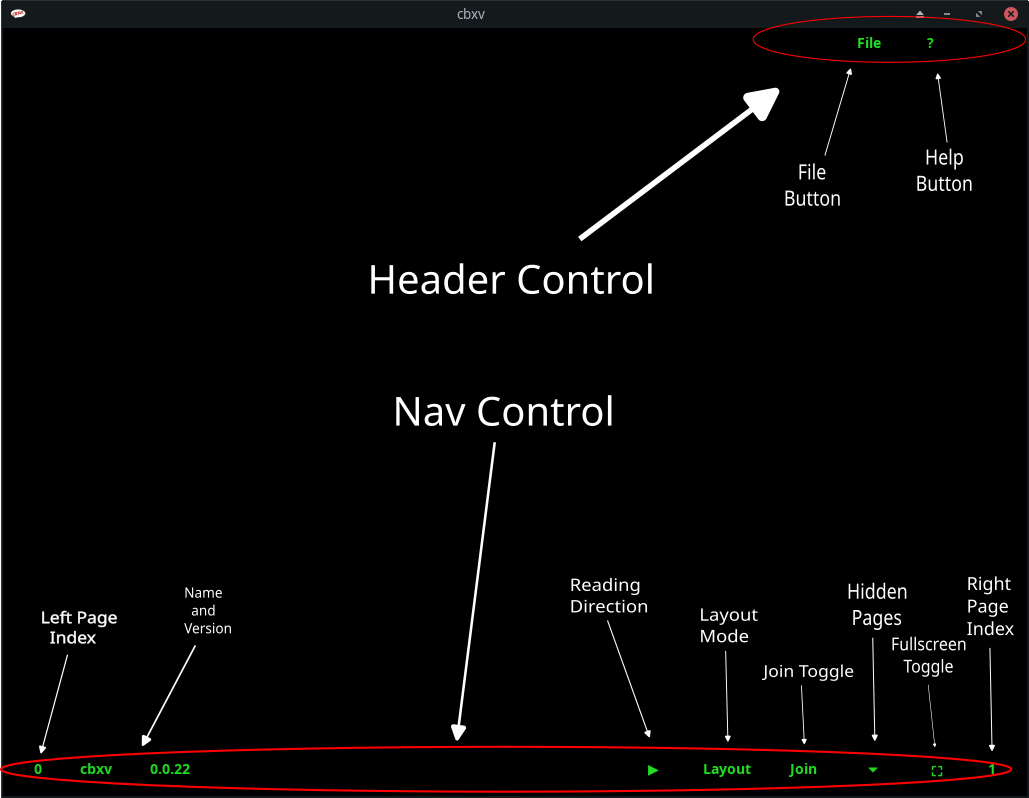 cbxv
File ?
File
Button
Help
Button
Header Control
Nav Control
Left Page
Index
Name
and
Version
Reading
Direction
Layout
Mode
Join Toggle
Hidden
Pages
Fullscreen
Toggle
Right
Page
Index
0 cbxv 0.0.22 Layout Join 1